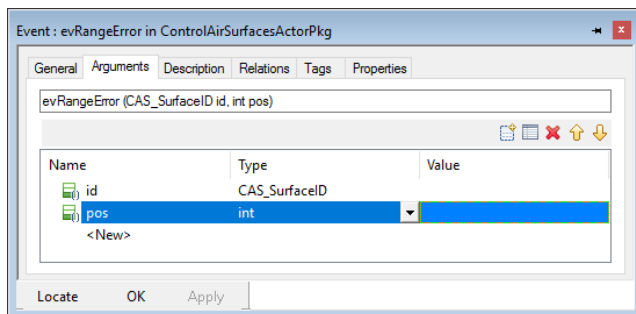 Event : evRangeError in ControlAirSurfacesActorPkg
General Arguments Description Relations Tags Properties
evRangeError (CAS_SurfaceID id, int pos)
Name Type Value
id CAS_SurfaceID
pos int
<New>
Locate OK Apply